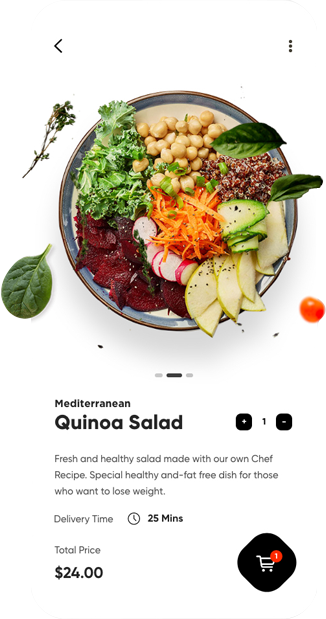 Mediterranean
Quinoa Salad
+ 1 -
Fresh and healthy salad made with our own Chef
Recipe. Special healthy and-fat free dish for those
who want to lose weight.
Delivery Time 25 Mins
Total Price
1
$24.00